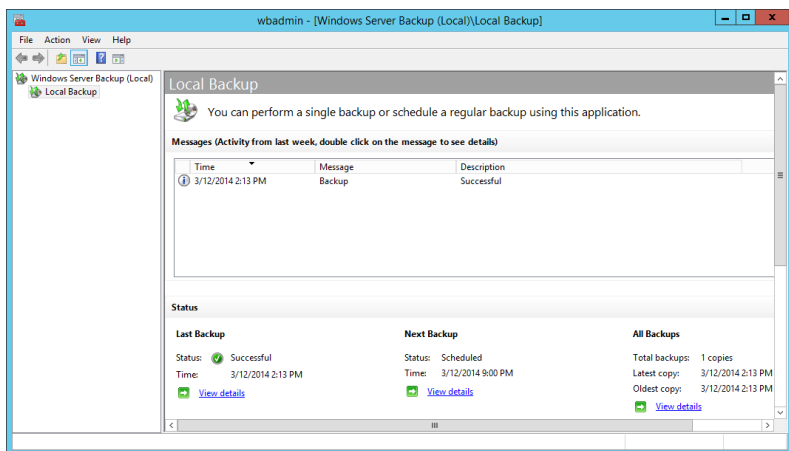 wbadmin - [Windows Server Backup (Local)\Local Backup]
File Action View Help
Windows Server Backup (Local)
Local Backup
Local Backup
You can perform a single backup or schedule a regular backup using this application.
Messages (Activity from last week, double click on the message to see details)
Time Message Description
3/12/2014 2:13 PM Backup Successful
Status
Last Backup Next Backup All Backups
Status: Successful Status: Scheduled Total backups: 1 copies
Time: 3/12/2014 2:13 PM Time: 3/12/2014 9:00 PM Latest copy: 3/12/2014 2:13 PM
Oldest copy: 3/12/2014 2:13 PM
View details View details
View details